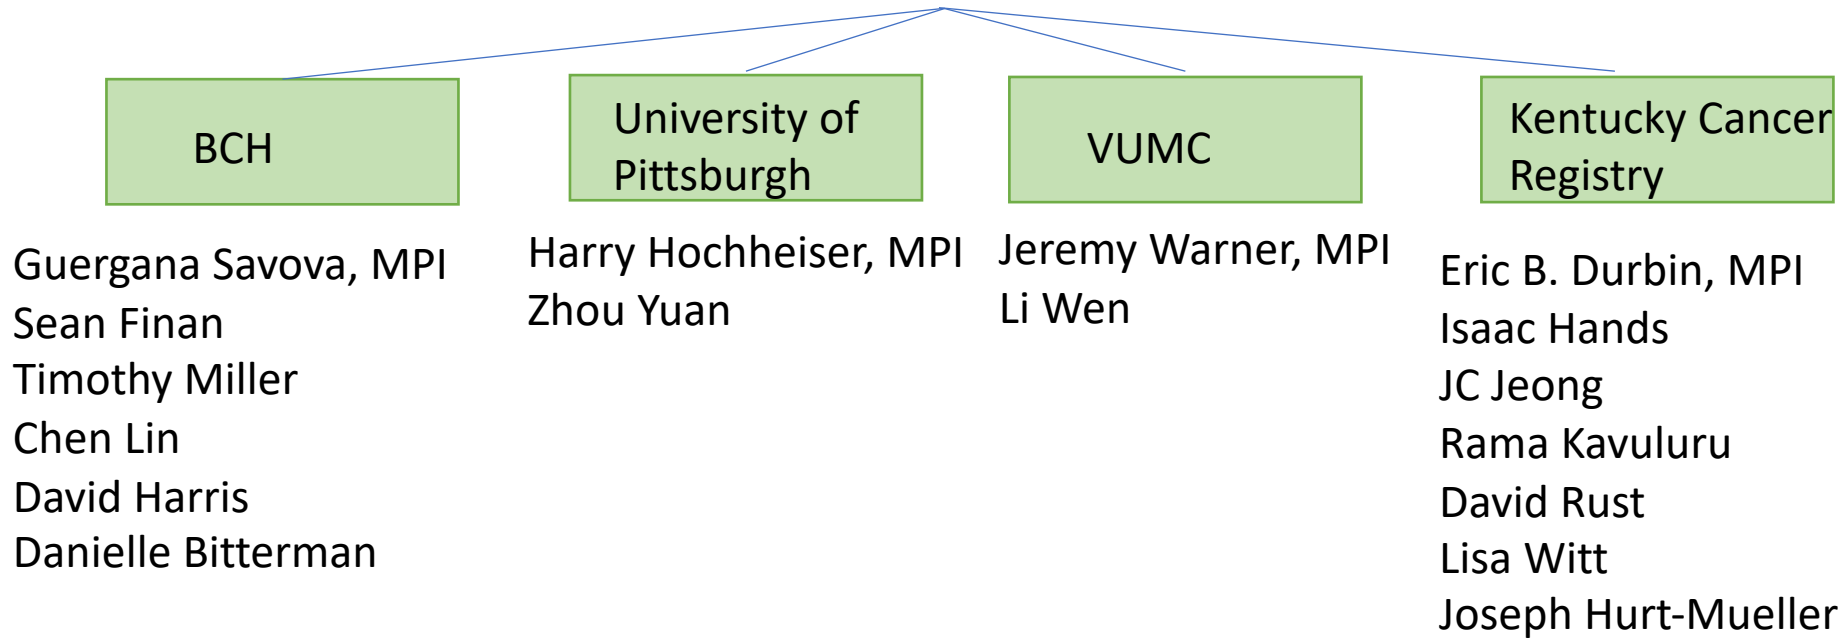 BCH
Guergana Savova, MPI
Sean Finan
Timothy Miller
Chen Lin
David Harris
Danielle Bitterman
University of
Pittsburgh
Harry Hochheiser, MPI
Zhou Yuan
VUMC
Jeremy Warner, MPI
Li Wen
Kentucky Cancer
Registry
Eric B. Durbin, MPI
Isaac Hands
JC Jeong
Rama Kavuluru
David Rust
Lisa Witt
Joseph Hurt-Mueller